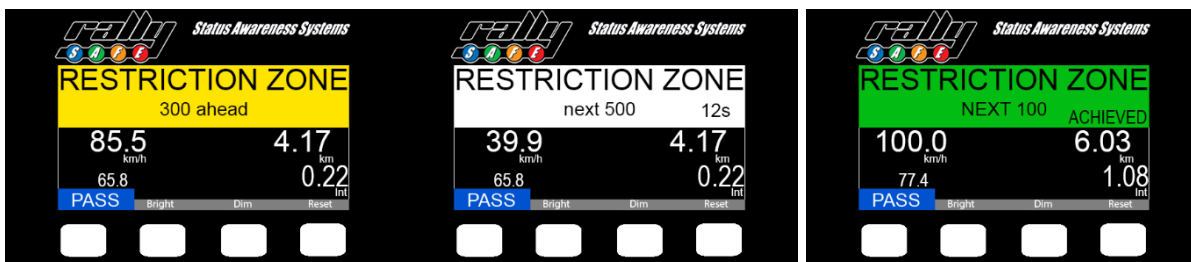 rally Status Awareness Systems
SAFE
RESTRICTION ZONE
300 ahead
85.5 4.17
km/h km
65.8 0.22
Int
PASS Bright Dim Reset
rally Status Awareness Systems
SAFE
RESTRICTION ZONE
next 500 12s
39.9 4.17
km/h km
65.8 0.22
Int
PASS Bright Dim Reset
rally Status Awareness Systems
SAFE
RESTRICTION ZONE
NEXT 100 ACHIEVED
100.0 6.03
km/h km
77.4 1.08
Int
PASS Bright Dim Reset